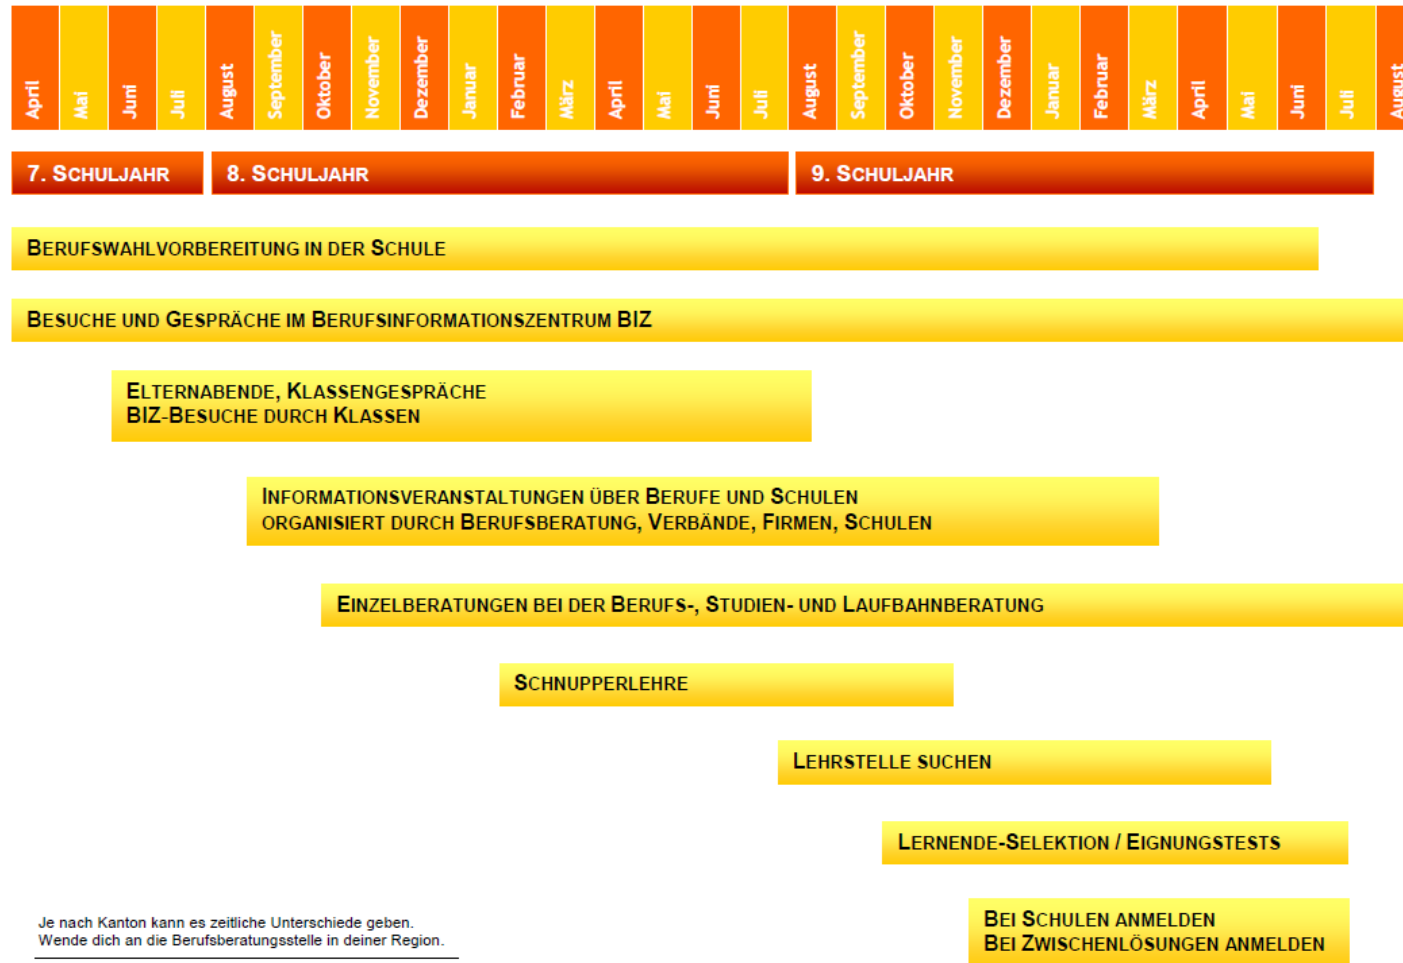 April Mai Juni Juli August September Oktober November Dezember Januar Februar März April Mai Juni Juli August September Oktober November Dezember Januar Februar März April Mai Juni Juli August
7. SCHULJAHR 8. SCHULJAHR 9. SCHULJAHR
BERUFSWAHLVORBEREITUNG IN DER SCHULE
BESUCHE UND GESPRÄCHE IM BERUFSINFORMATIONSZENTRUM BIZ
ELTERNABENDE, KLASSENGESPRÄCHE
BIZ-BESUCHE DURCH KLASSEN
INFORMATIONSVERANSTALTUNGEN ÜBER BERUFE UND SCHULEN
ORGANISIERT DURCH BERUFSBERATUNG, VERBÄNDE, FIRMEN, SCHULEN
EINZELBERATUNGEN BEI DER BERUFS-, STUDIEN- UND LAUFBAHNBERATUNG
SCHNUPPERLEHRE
LEHRSTELLE SUCHEN
LERNENDE-SELEKTION / EIGNUNGSTESTS
BEI SCHULEN ANMELDEN
BEI ZWISCHENLÖSUNGEN ANMELDEN
Je nach Kanton kann es zeitliche Unterschiede geben.
Wende dich an die Berufsberatungsstelle in deiner Region.